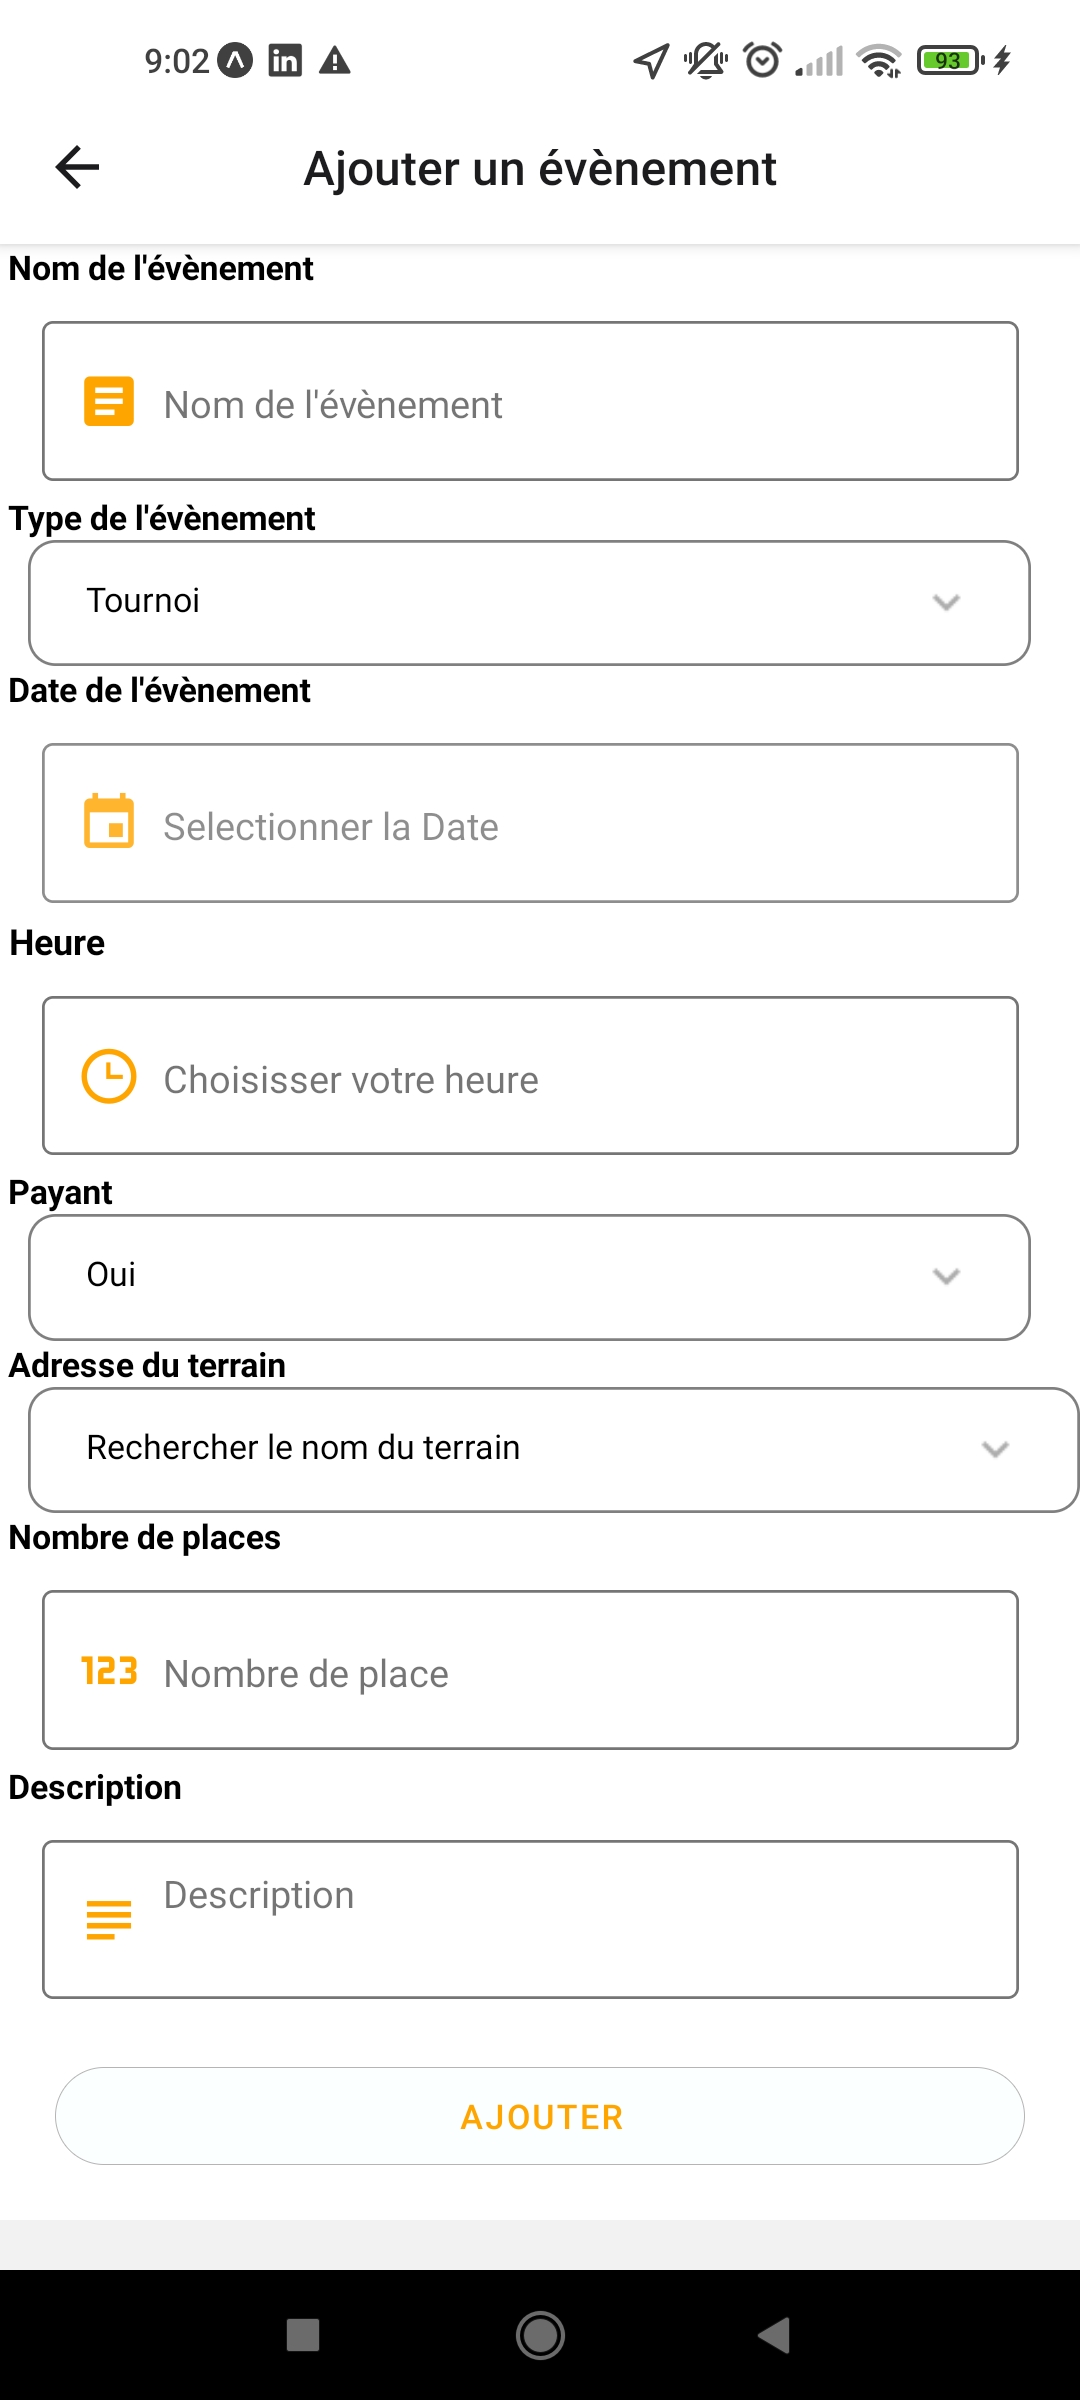 9:02
in
93
Ajouter un évènement
Nom de l'évènement
Nom de l'évènement
Type de l'évènement
Tournoi
Date de l'évènement
Selectionner la Date
Heure
Choisisser votre heure
Payant
Oui
Adresse du terrain
Rechercher le nom du terrain
Nombre de places
123 Nombre de place
Description
Description
AJOUTER